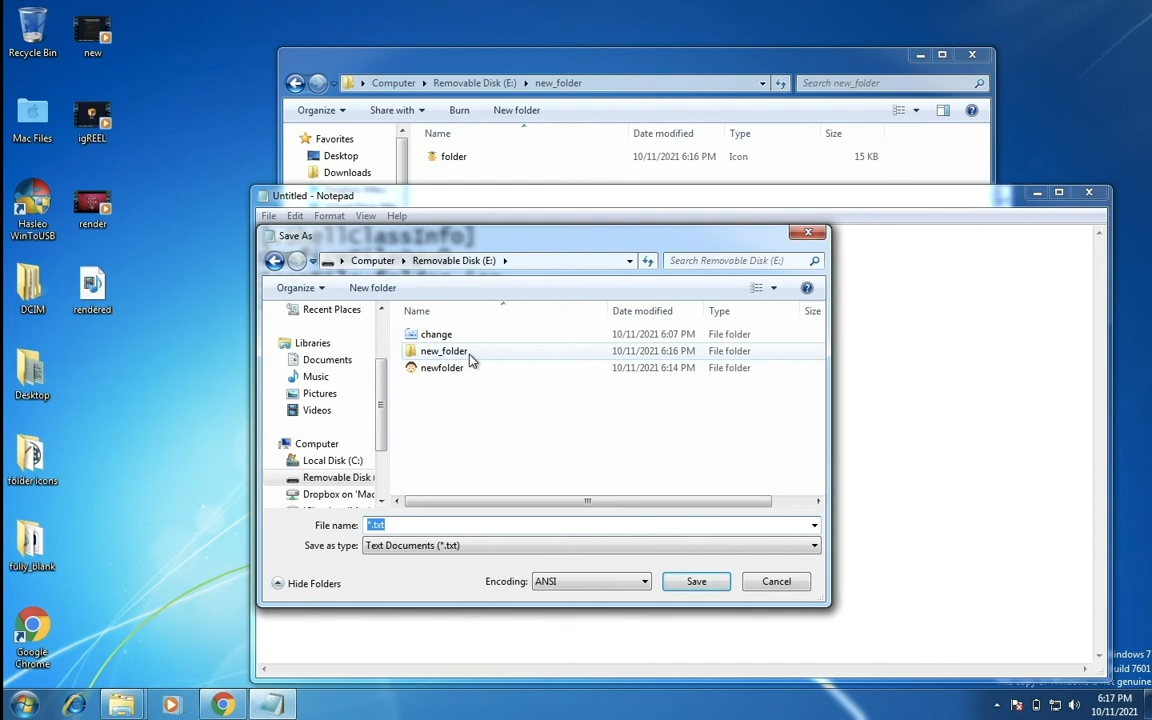 Recycle Bin
new
Mac Files
igREEL
Hasleo
WinToUSB
render
DCIM
rendered
Desktop
folder icons
fully_blank
Google
Chrome
Computer
Removable Disk (E:)
new_folder
Search new_folder
Organize
Share with
Burn
New folder
Favorites
Desktop
Downloads
Name
Date modified
Type
Size
folder
10/11/2021 6:16 PM
Icon
15 KB
Untitled - Notepad
File
Edit
Format
View
Help
Save As
Computer
Removable Disk (E:)
Search Removable Disk (E:)
Organize
New folder
Recent Places
Libraries
Documents
Music
Pictures
Videos
Computer
Local Disk (C:)
Removable Disk (
Dropbox on 'Mac
Name
Date modified
Type
Size
change
10/11/2021 6:07 PM
File folder
new_folder
10/11/2021 6:16 PM
File folder
newfolder
10/11/2021 6:14 PM
File folder
File name:
*.txt
Save as type:
Text Documents (*.txt)
Hide Folders
Encoding:
ANSI
Save
Cancel
indows 7
uild 7601
genuine
6:17 PM
10/11/2021